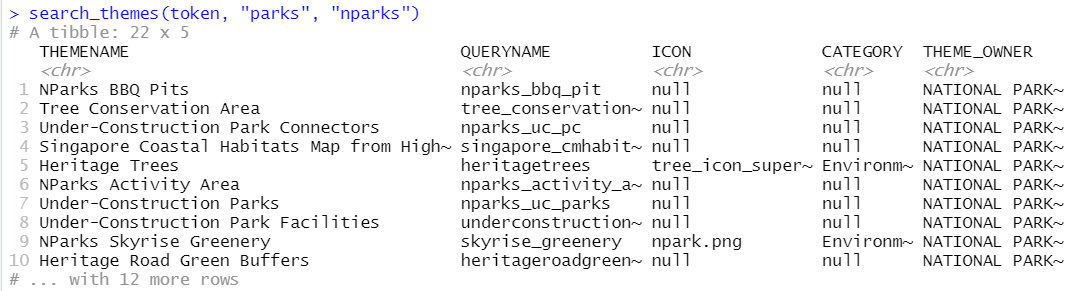 > search_themes(token, "parks", "nparks")
# A tibble: 22 x 5
THEMENAME QUERYNAME ICON CATEGORY THEME_OWNER
<chr> <chr> <chr> <chr> <chr>
1 NParks BBQ Pits nparks_bbq_pit null null NATIONAL PARK~
2 Tree Conservation Area tree_conservation~ null null NATIONAL PARK~
3 Under-Construction Park Connectors nparks_uc_pc null null NATIONAL PARK~
4 Singapore Coastal Habitats Map from High~ singapore_cmhabit~ null null NATIONAL PARK~
5 Heritage Trees heritagetrees tree_icon_super~ Environm~ NATIONAL PARK~
6 NParks Activity Area nparks_activity_a~ null null NATIONAL PARK~
7 Under-Construction Parks nparks_uc_parks null null NATIONAL PARK~
8 Under-Construction Park Facilities underconstruction~ null null NATIONAL PARK~
9 NParks Skyrise Greenery skyrise_greenery npark.png Environm~ NATIONAL PARK~
10 Heritage Road Green Buffers heritageroadgreen~ null null NATIONAL PARK~
# ... with 12 more rows